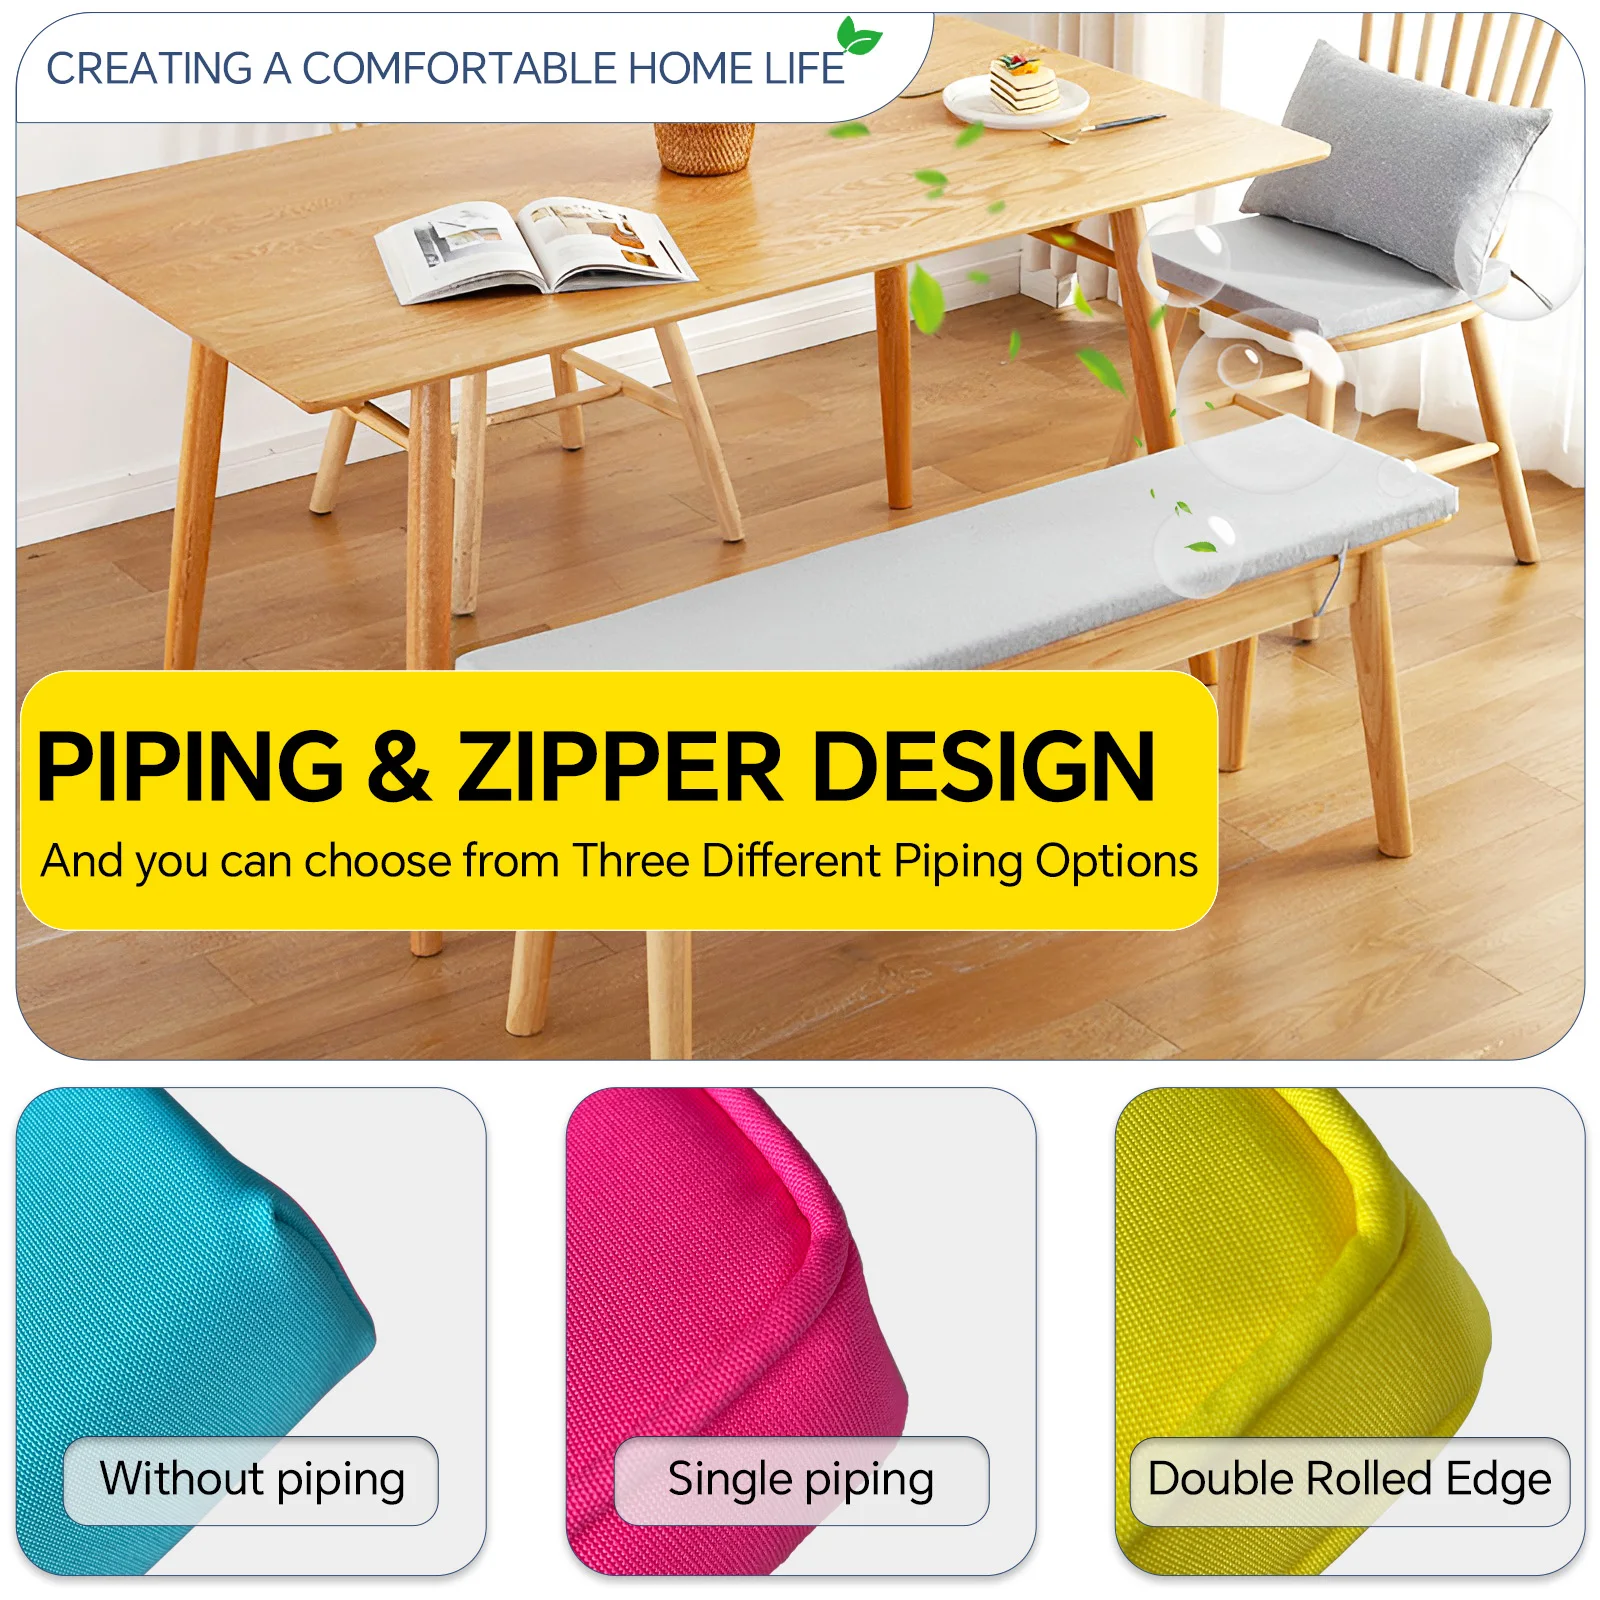 CREATING A COMFORTABLE HOME LIFE
PIPING & ZIPPER DESIGN
And you can choose from Three Different Piping Options
Without piping
Single piping
Double Rolled Edge